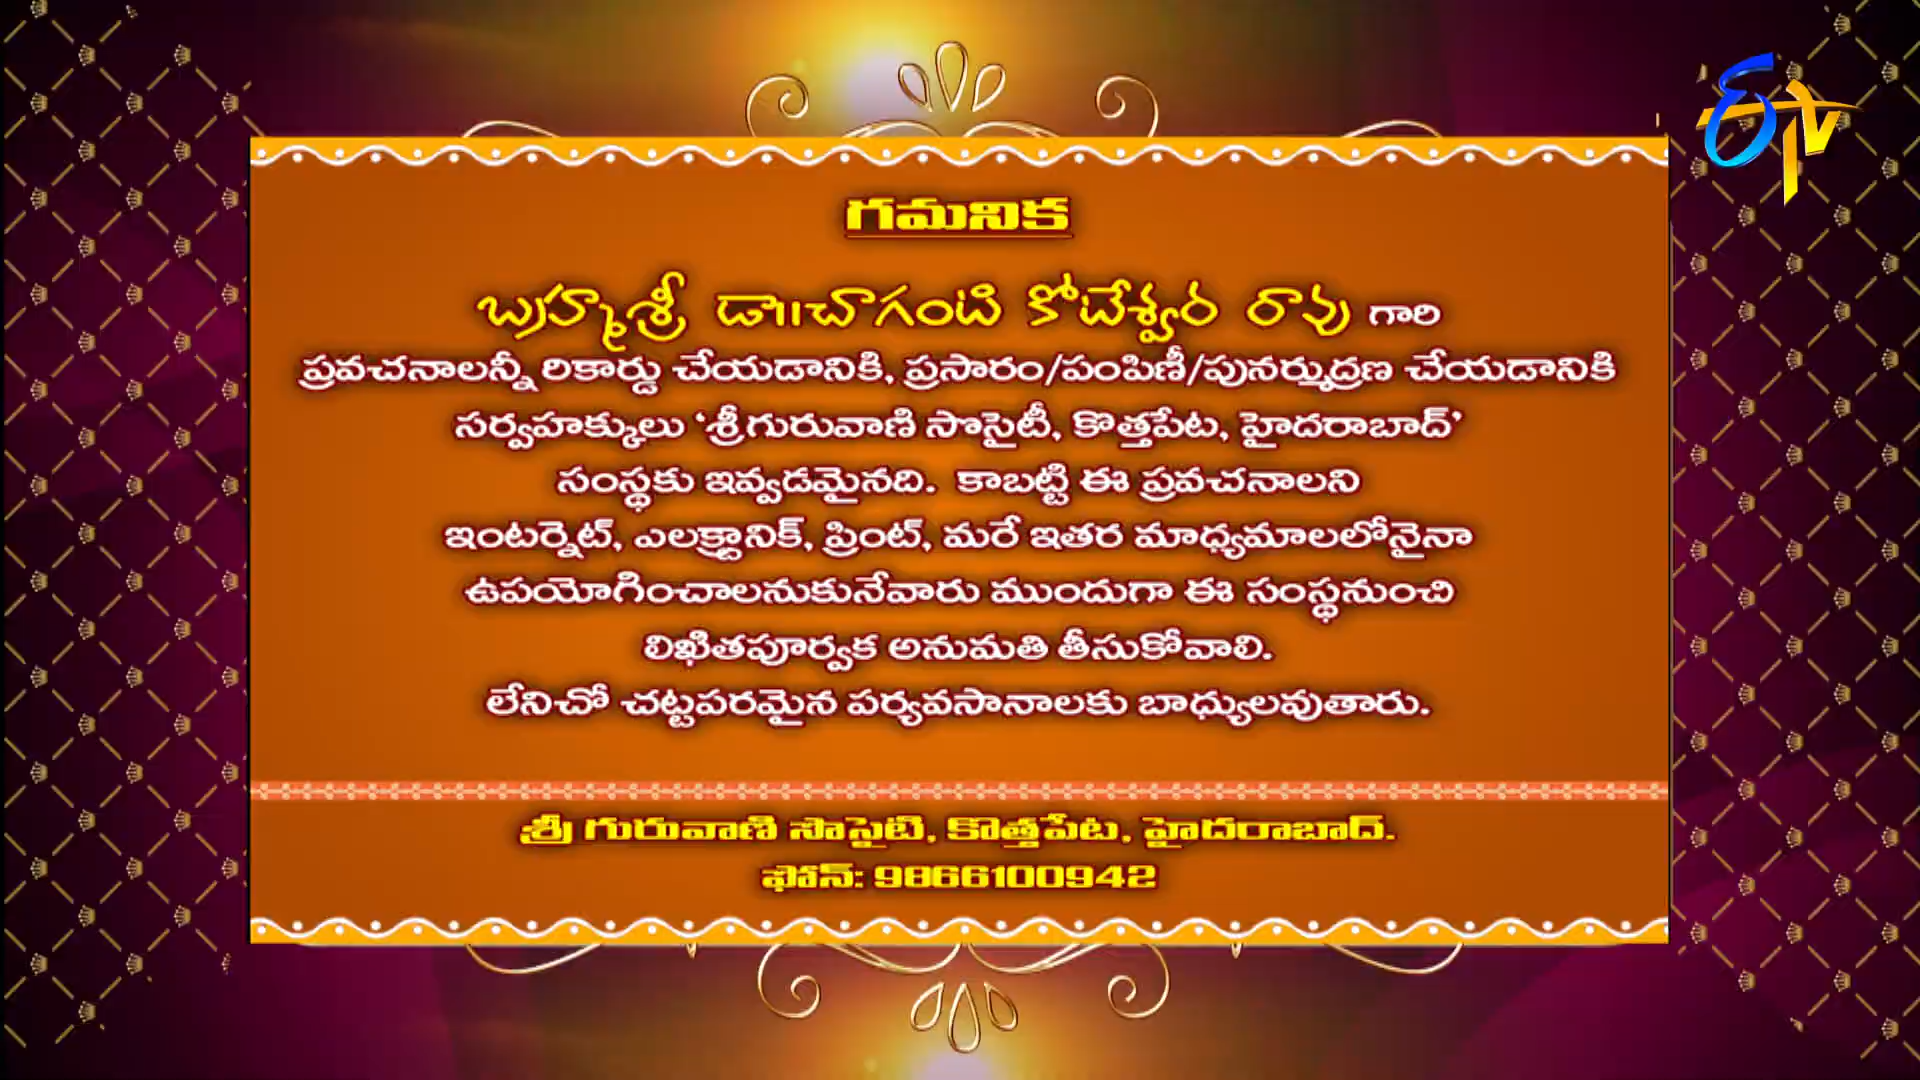 ETV
గమనిక
బ్రహ్మశ్రీ డా॥చాగంటి కోటేశ్వర రావు గారి
ప్రవచనాలన్నీ రికార్డు చేయడానికి, ప్రసారం/పంపిణీ/పునర్ముద్రణ చేయడానికి
సర్వహక్కులు ‘శ్రీగురువాణి సొసైటీ, కొత్తపేట, హైదరాబాద్’
సంస్థకు ఇవ్వడమైనది. కాబట్టి ఈ ప్రవచనాలని
ఇంటర్నెట్, ఎలక్ట్రానిక్, ప్రింట్, మరే ఇతర మాధ్యమాలలోనైనా
ఉపయోగించాలనుకునేవారు ముందుగా ఈ సంస్థనుంచి
లిఖితపూర్వక అనుమతి తీసుకోవాలి.
లేనిచో చట్టపరమైన పర్యవసానాలకు బాధ్యులవుతారు.
శ్రీ గురువాణి సొసైటి, కొత్తపేట, హైదరాబాద్.
ఫోన్: 9866100942